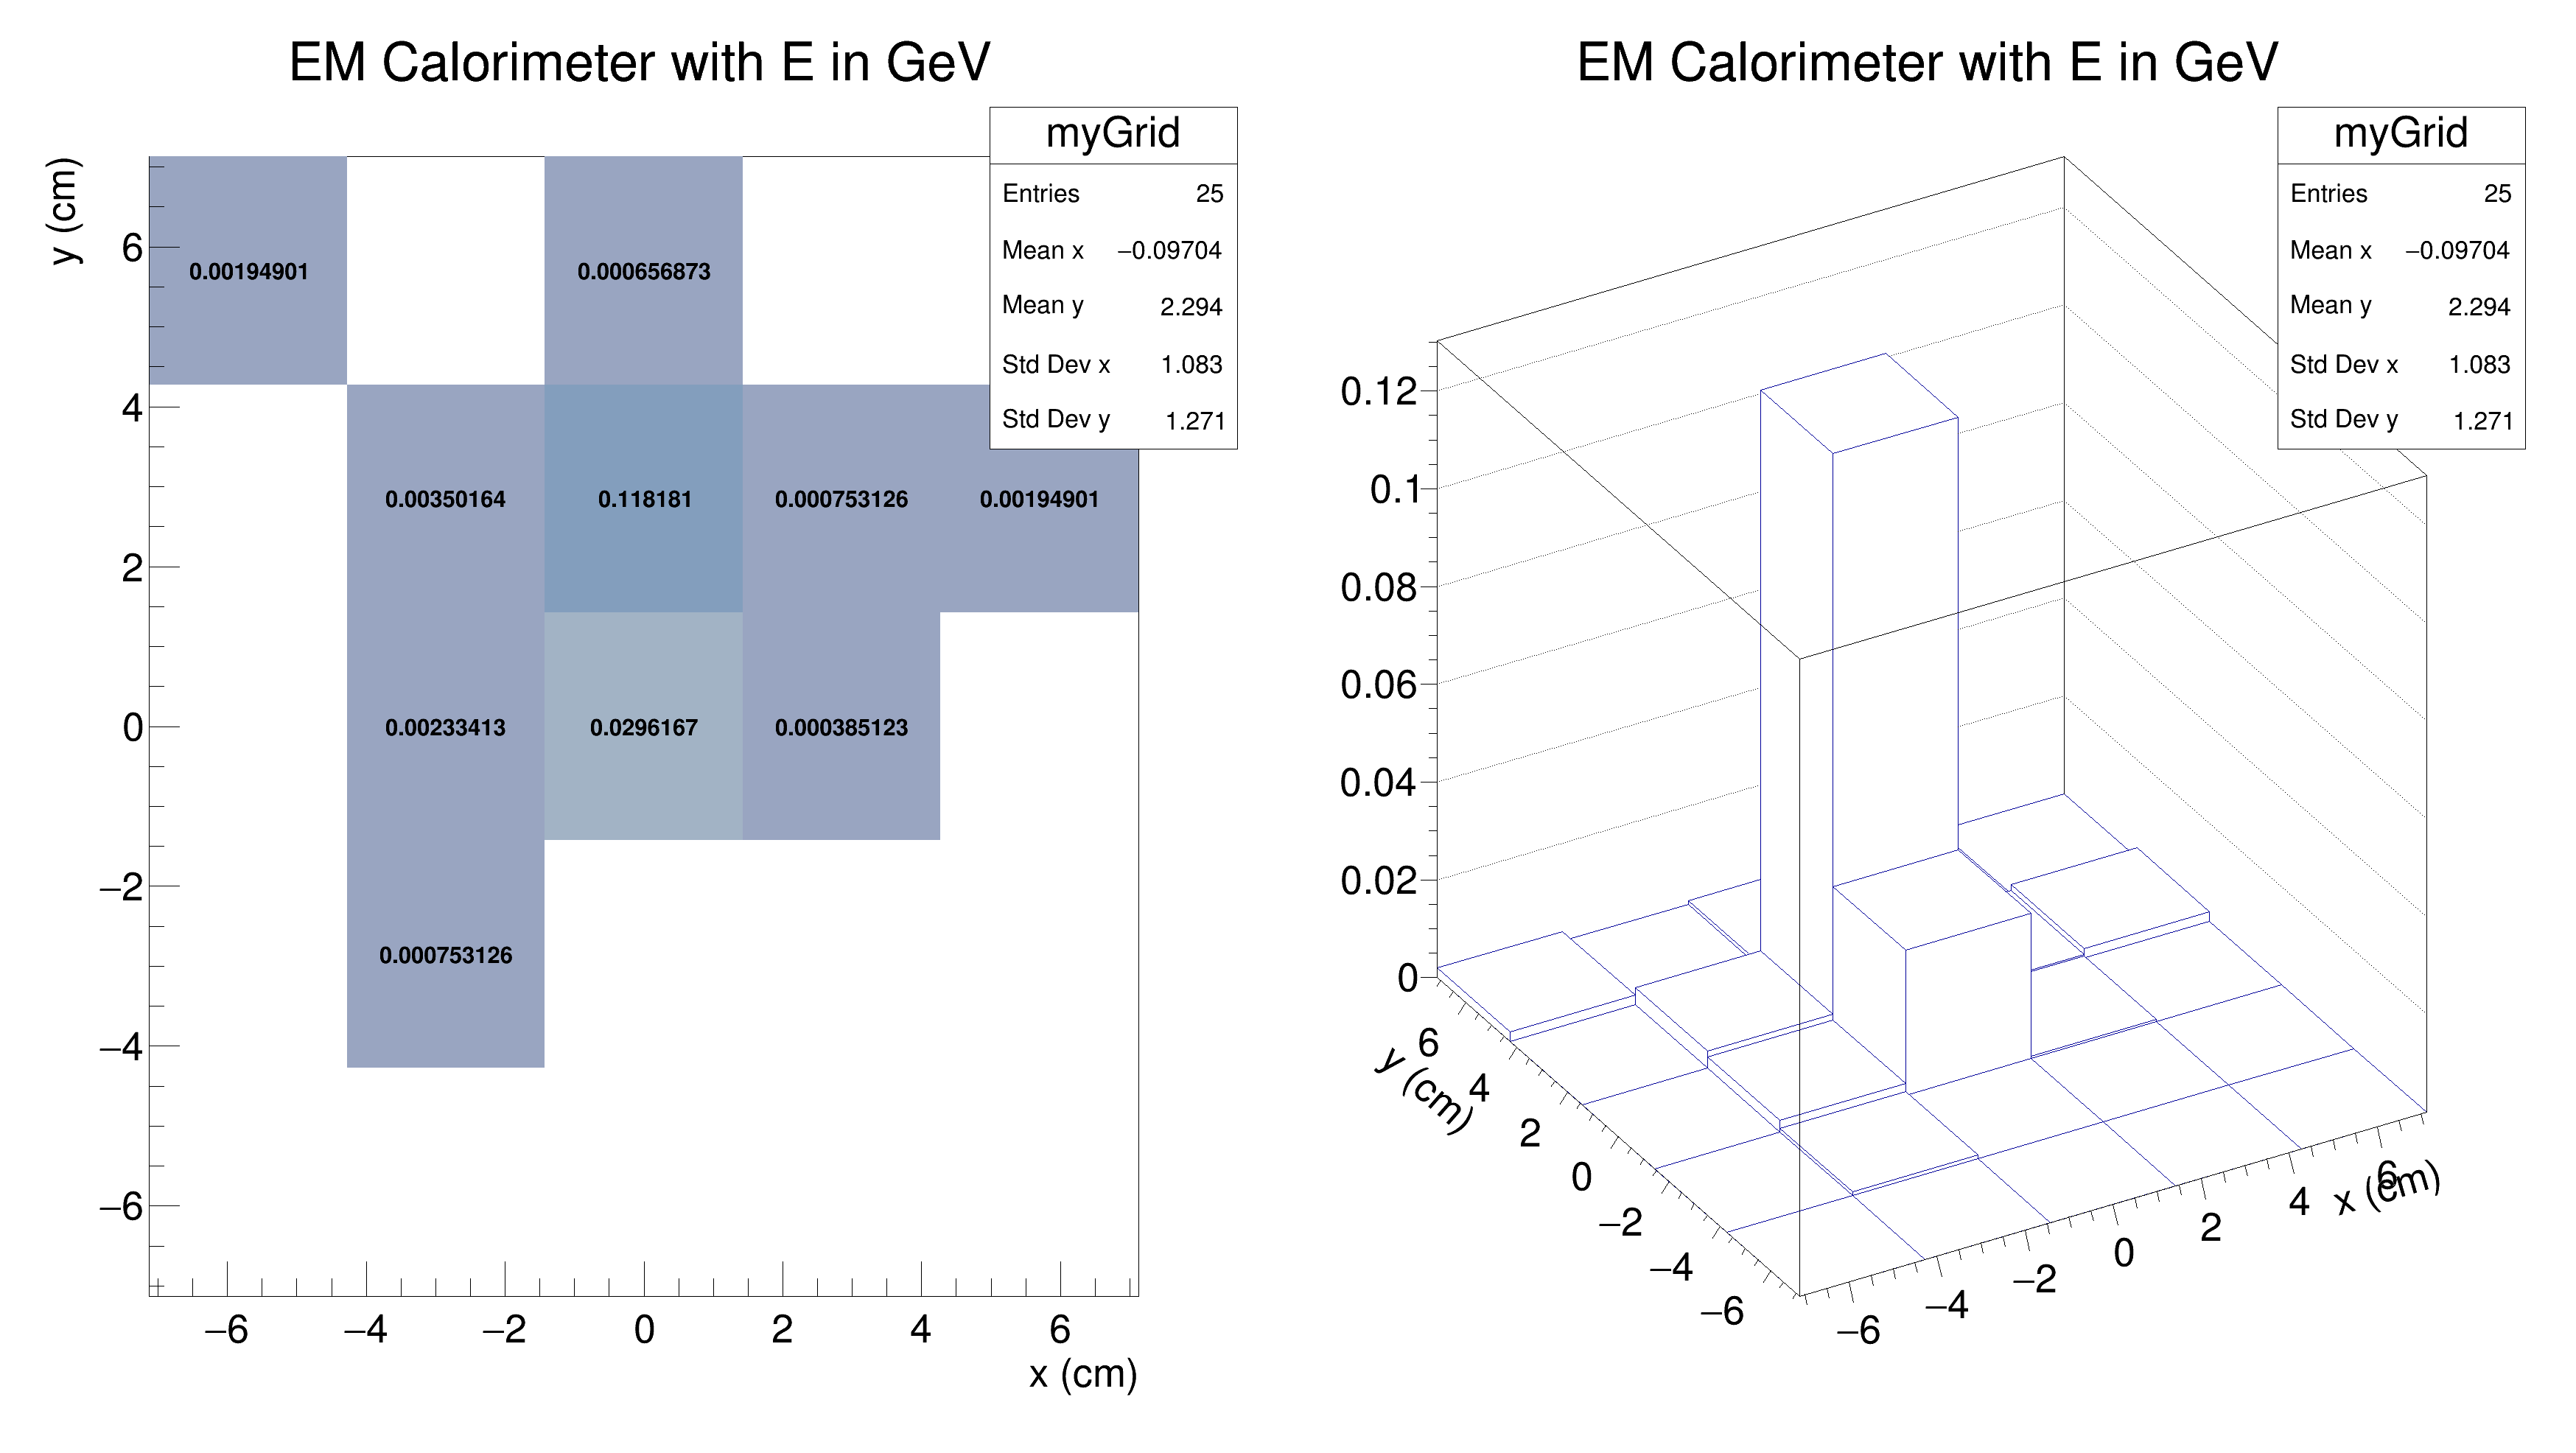 EM Calorimeter with E in GeV
myGrid
Entries 25
Mean x −0.09704
Mean y 2.294
Std Dev x 1.083
Std Dev y 1.271
y (cm)
6
4
2
0
−2
−4
−6
0.00194901 0.000656873
0.00350164 0.118181 0.000753126 0.00194901
0.00233413 0.0296167 0.000385123
0.000753126
−6 −4 −2 0 2 4 6
x (cm)
EM Calorimeter with E in GeV
myGrid
Entries 25
Mean x −0.09704
Mean y 2.294
Std Dev x 1.083
Std Dev y 1.271
0.12
0.1
0.08
0.06
0.04
0.02
0
y (cm)
6
4
2
0
−2
−4
−6
−6 −4 −2 0 2 4 6
x (cm)